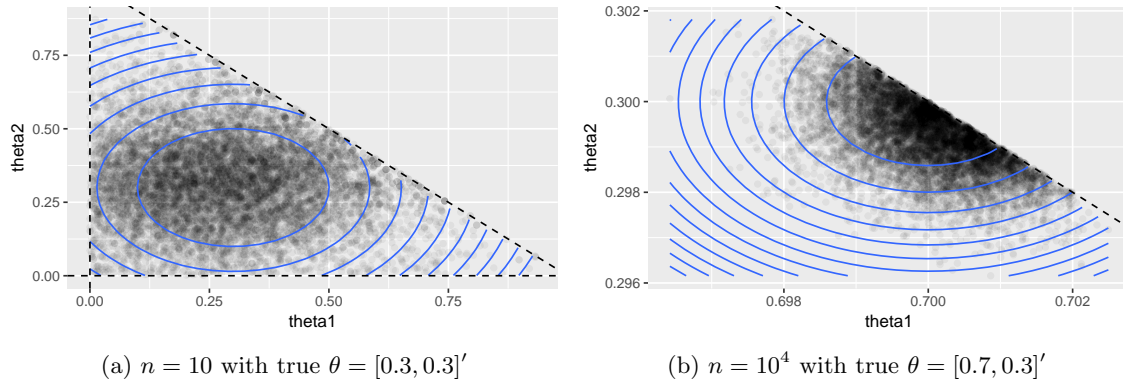 0.75
0.50
0.25
0.00
theta2
0.00
0.25
0.50
0.75
theta1
(a) n = 10 with true θ = [0.3, 0.3]′
0.302
0.300
0.298
0.296
theta2
0.698
0.700
0.702
theta1
(b) n = 10⁴ with true θ = [0.7, 0.3]′